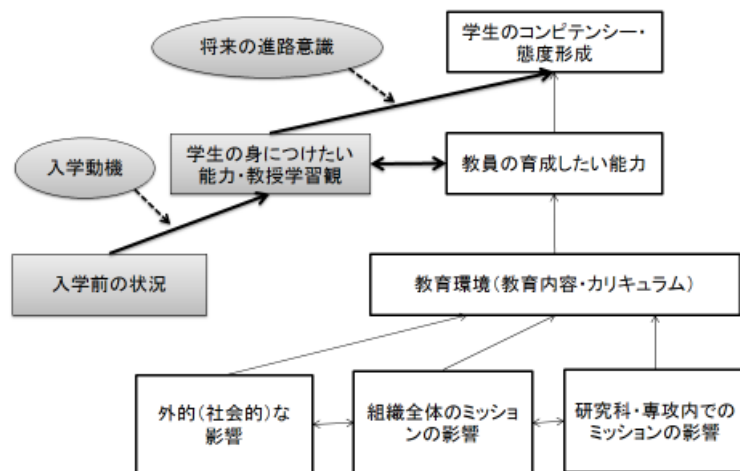 将来の進路意識
学生のコンピテンシー・
態度形成
入学動機
学生の身につけたい
能力・教授学習観
教員の育成したい能力
入学前の状況
教育環境(教育内容・カリキュラム)
外的(社会的)な
影響
組織全体のミッショ
ンの影響
研究科・専攻内での
ミッションの影響